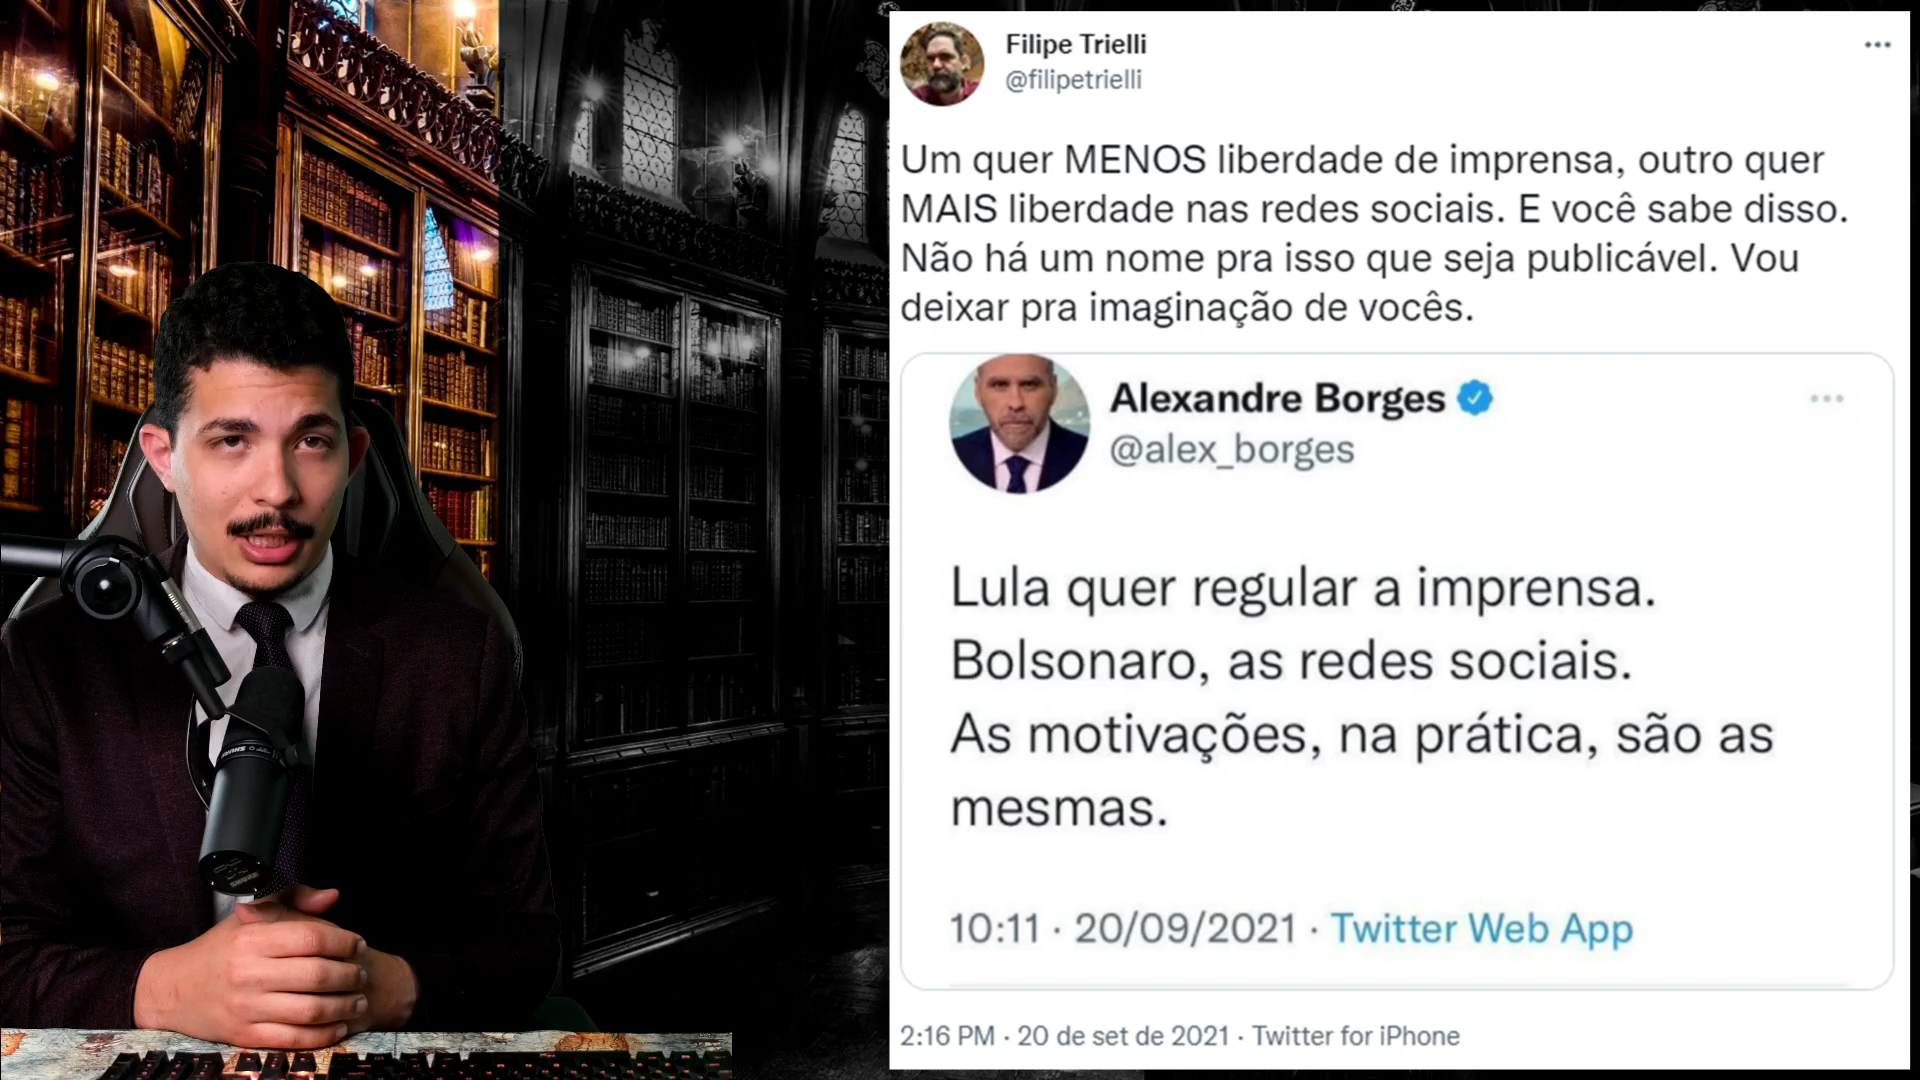 Filipe Trielli
@filipetrielli
Um quer MENOS liberdade de imprensa, outro quer
MAIS liberdade nas redes sociais. E você sabe disso.
Não há um nome pra isso que seja publicável. Vou
deixar pra imaginação de vocês.
Alexandre Borges
@alex_borges
Lula quer regular a imprensa.
Bolsonaro, as redes sociais.
As motivações, na prática, são as
mesmas.
10:11 · 20/09/2021 · Twitter Web App
2:16 PM · 20 de set de 2021 · Twitter for iPhone
SHURE